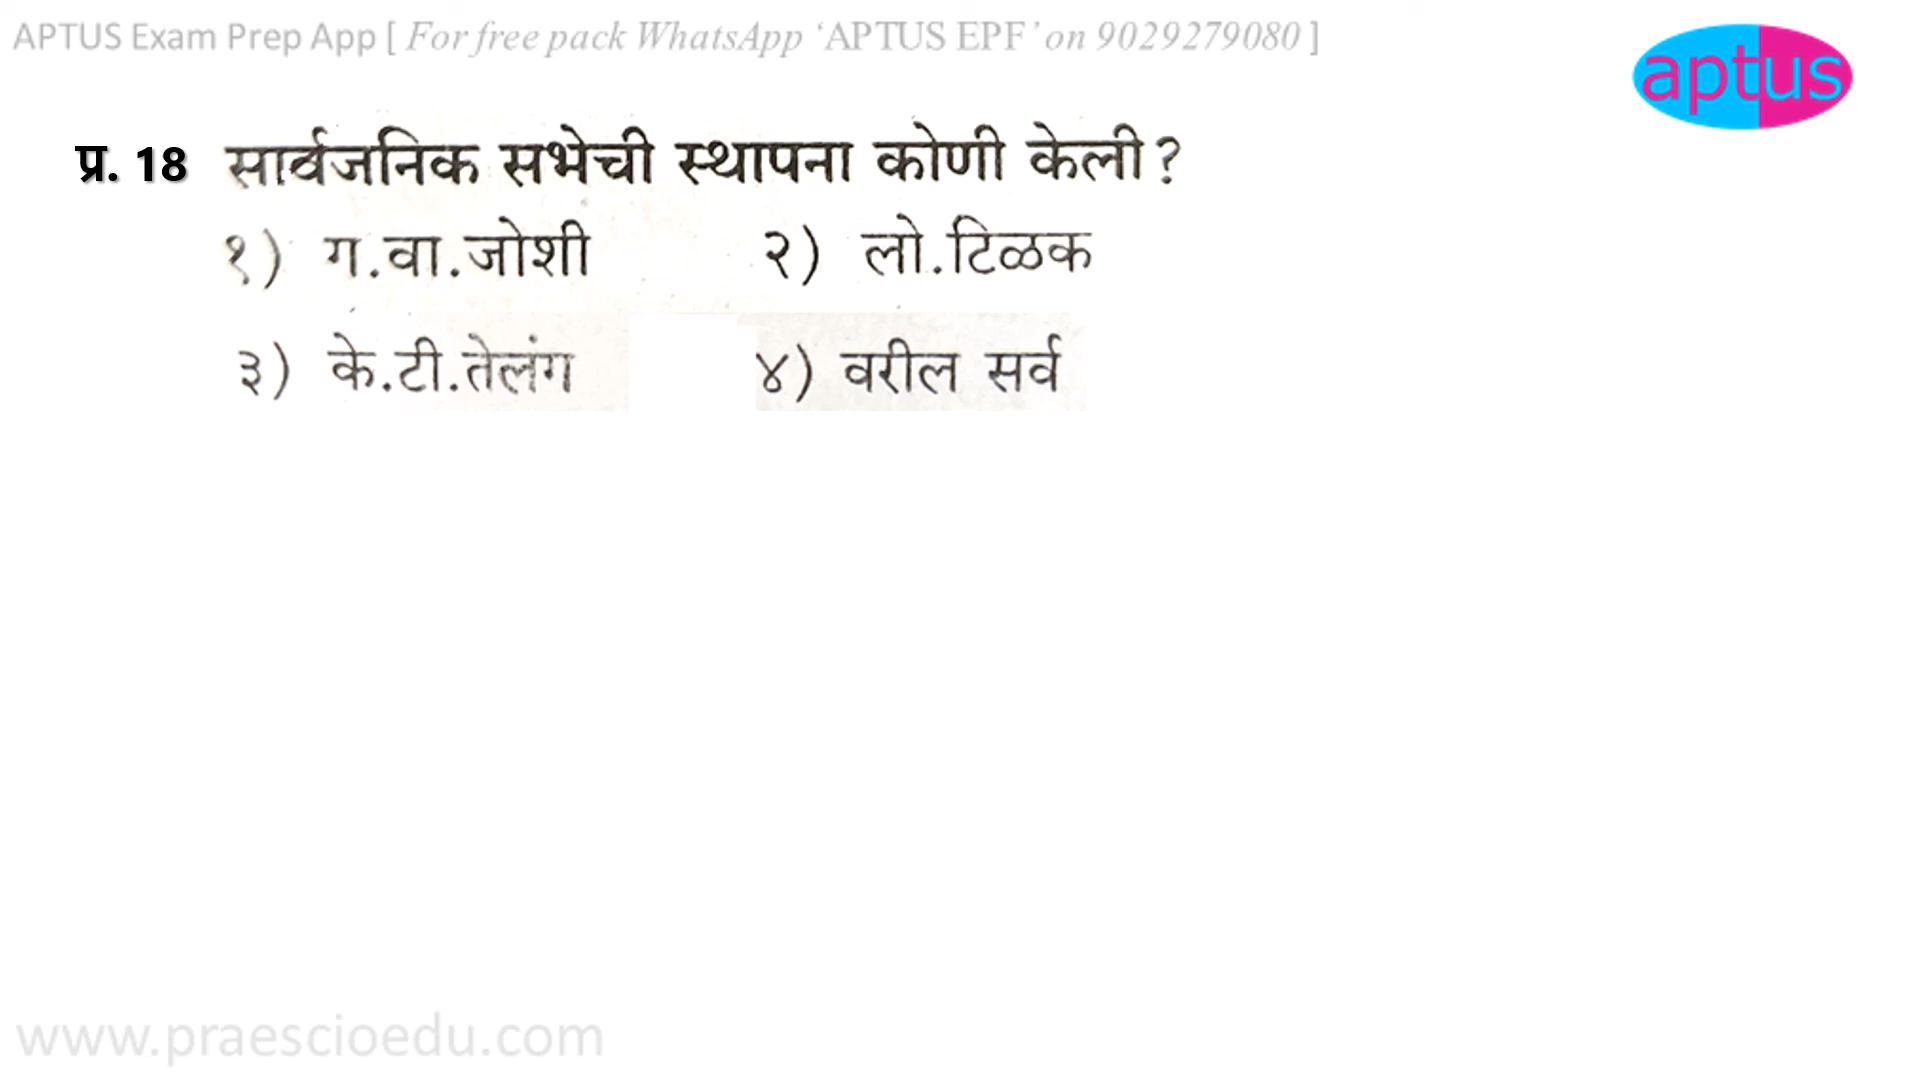 APTUS Exam Prep App [ For free pack WhatsApp ‘APTUS EPF’ on 9029279080 ]
aptus
प्र. 18 सार्वजनिक सभेची स्थापना कोणी केली?
१) ग.वा.जोशी २) लो.टिळक
३) के.टी.तेलंग ४) वरील सर्व
www.praescioedu.com